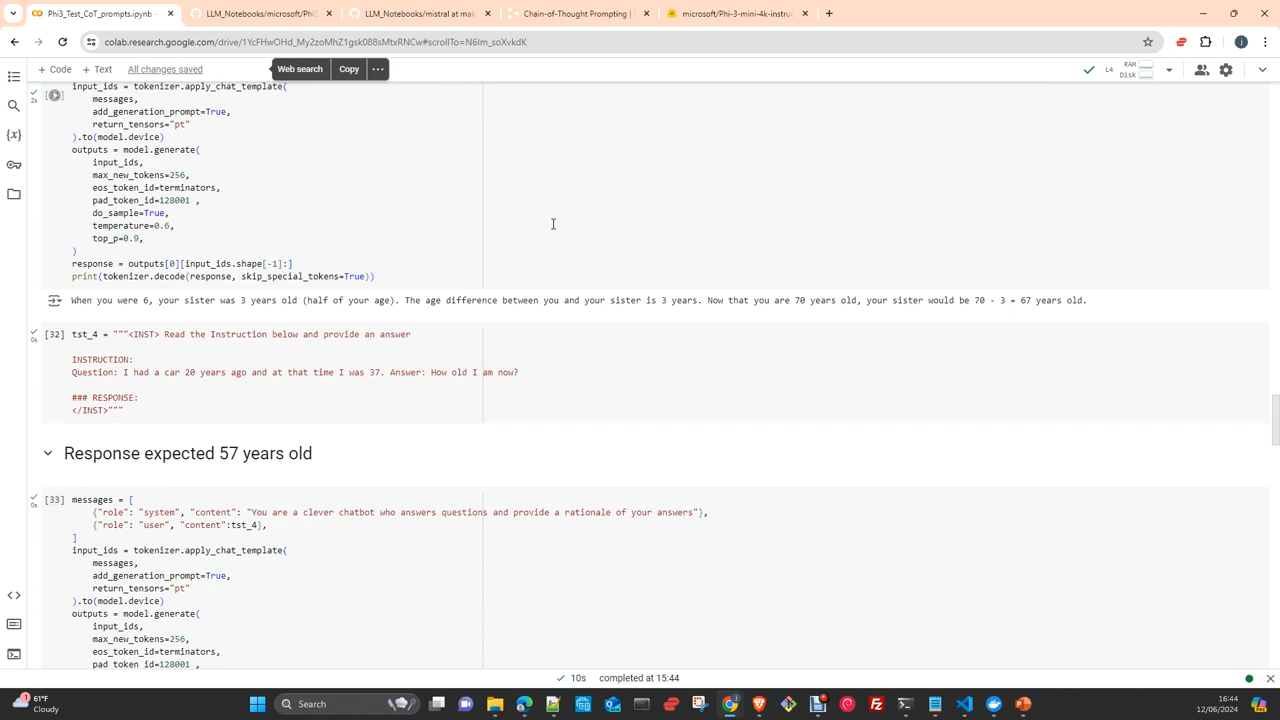 Phi3_Test_CoT_prompts.ipynb -
LLM_Notebooks/microsoft/Phi3
LLM_Notebooks/mistral at main
Chain-of-Thought Prompting |
microsoft/Phi-3-mini-4k-instruc
colab.research.google.com/drive/1YcFHwOHd_My2zoMhZ1gsk088sMtxRNCw#scrollTo=N6Im_soXvkdK
+ Code
+ Text
All changes saved
Web search
Copy
L4
RAM
Disk
2s
input_ids = tokenizer.apply_chat_template(
messages,
add_generation_prompt=True,
return_tensors="pt"
).to(model.device)
outputs = model.generate(
input_ids,
max_new_tokens=256,
eos_token_id=terminators,
pad_token_id=128001 ,
do_sample=True,
temperature=0.6,
top_p=0.9,
)
response = outputs[0][input_ids.shape[-1]:]
print(tokenizer.decode(response, skip_special_tokens=True))
When you were 6, your sister was 3 years old (half of your age). The age difference between you and your sister is 3 years. Now that you are 70 years old, your sister would be 70 - 3 = 67 years old.
0s
[32] tst_4 = """<INST> Read the Instruction below and provide an answer
INSTRUCTION:
Question: I had a car 20 years ago and at that time I was 37. Answer: How old I am now?
### RESPONSE:
</INST>"""
Response expected 57 years old
0s
[33] messages = [
{"role": "system", "content": "You are a clever chatbot who answers questions and provide a rationale of your answers"},
{"role": "user", "content":tst_4},
]
input_ids = tokenizer.apply_chat_template(
messages,
add_generation_prompt=True,
return_tensors="pt"
).to(model.device)
outputs = model.generate(
input_ids,
max_new_tokens=256,
eos_token_id=terminators,
pad_token_id=128001 ,
10s
completed at 15:44
61°F
Cloudy
Search
16:44
12/06/2024